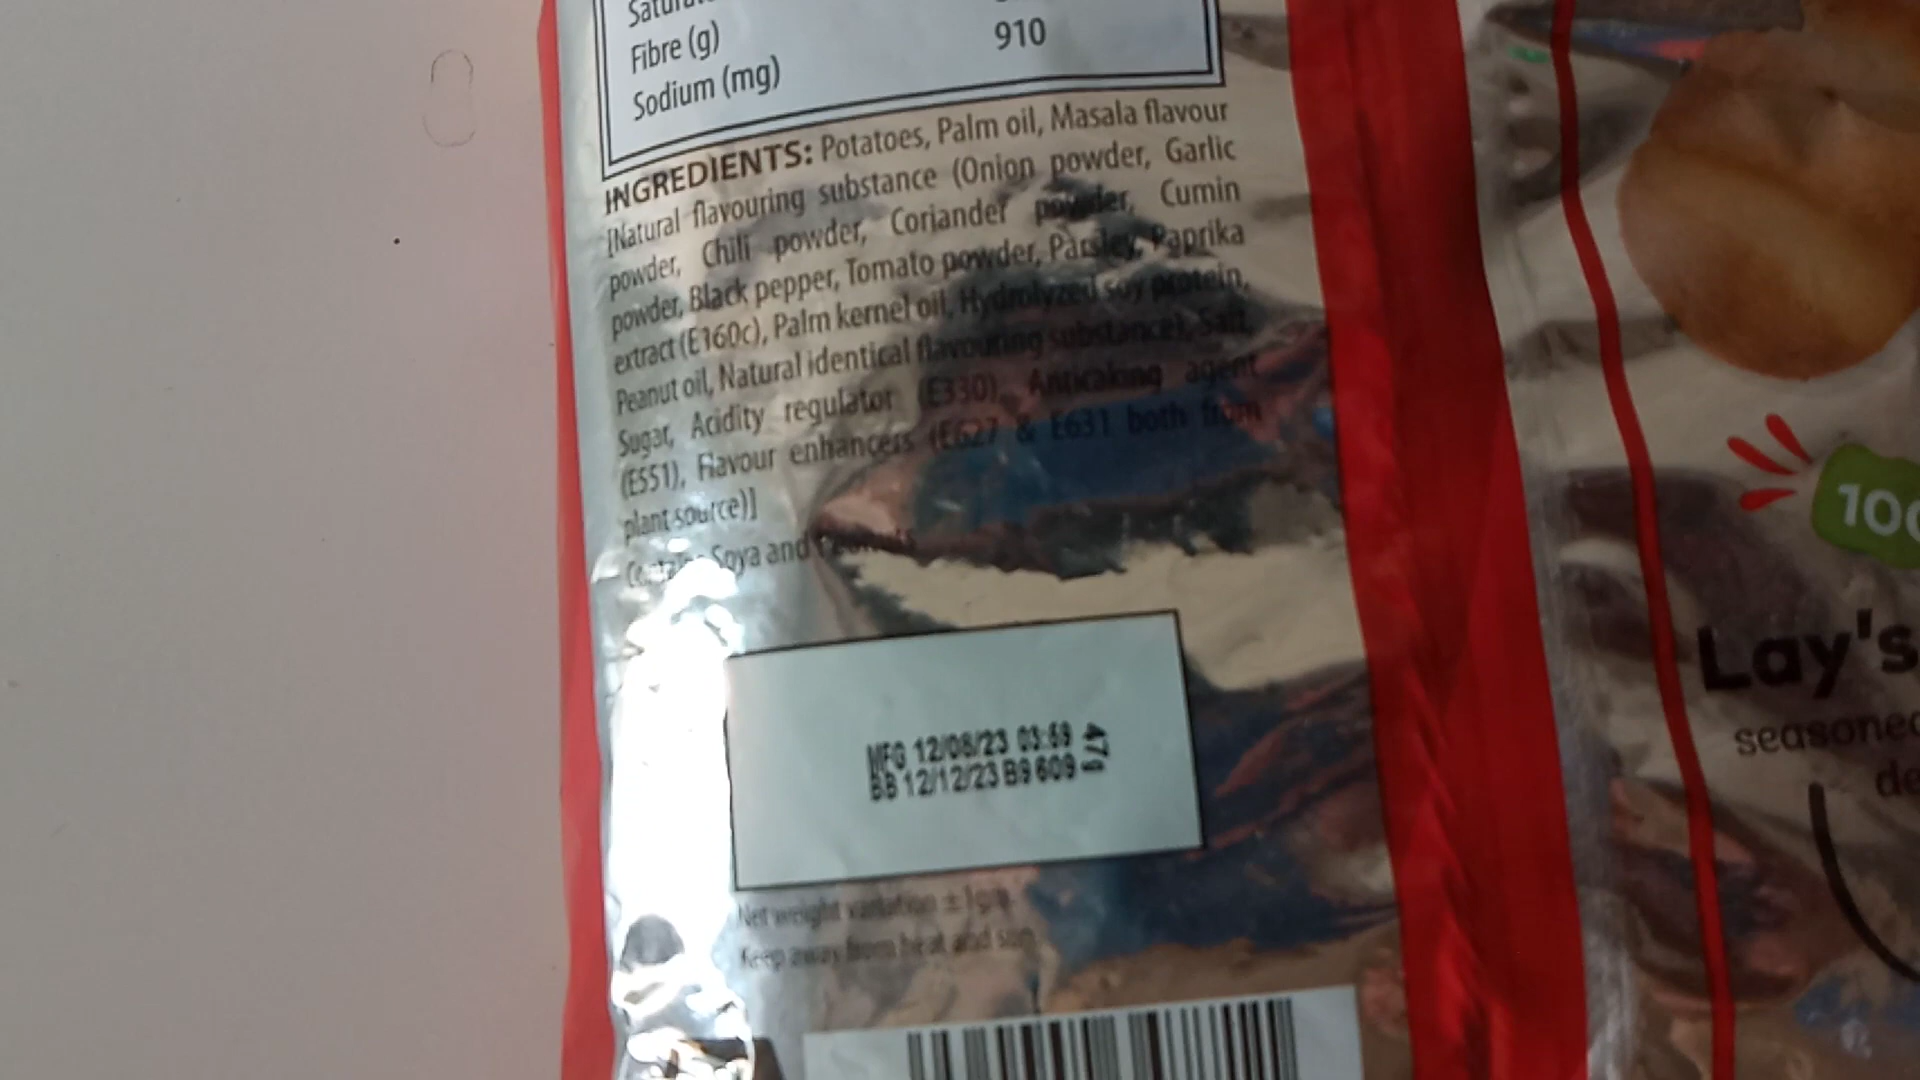 Fibre (g)
910
Sodium (mg)
INGREDIENTS: Potatoes, Palm oil, Masala flavour
[Natural flavouring substance (Onion powder, Garlic
powder, Chili powder, Coriander powder, Cumin
powder, Black pepper, Tomato powder, Parsley, Paprika
extract (E160c), Palm kernel oil, Hydrolyzed soy protein,
Peanut oil, Natural identical flavouring substance), Salt,
Sugar, Acidity regulator (E330), Anticaking agent
(E551), Flavour enhancers (E627 & E631 both from
plant source)]
Contains Soya and
MFG 12/08/23 03:59
BB 12/12/23 B9 609
47g
Net weight variation ±1gm.
Keep away from heat and sun.
Lay's